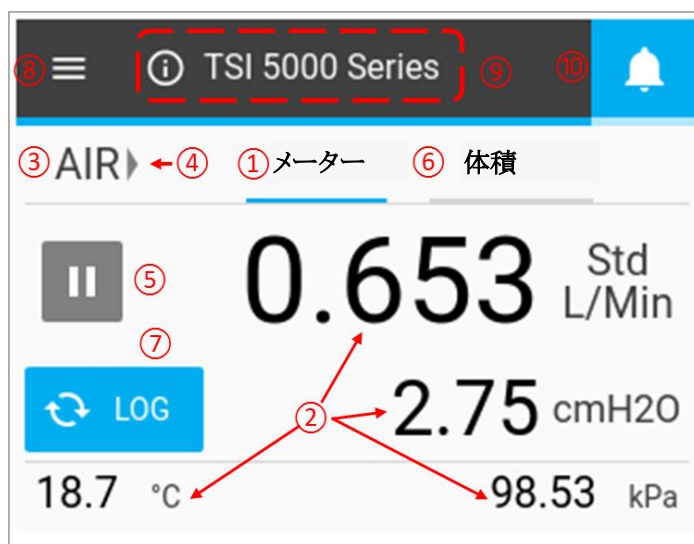 ⑧ TSI 5000 Series ⑨ ⑩
③ AIR ④ ① メーター ⑥ 体積
⑤ 0.653 Std L/Min
⑦
LOG ② 2.75 cmH2O
18.7 °C 98.53 kPa